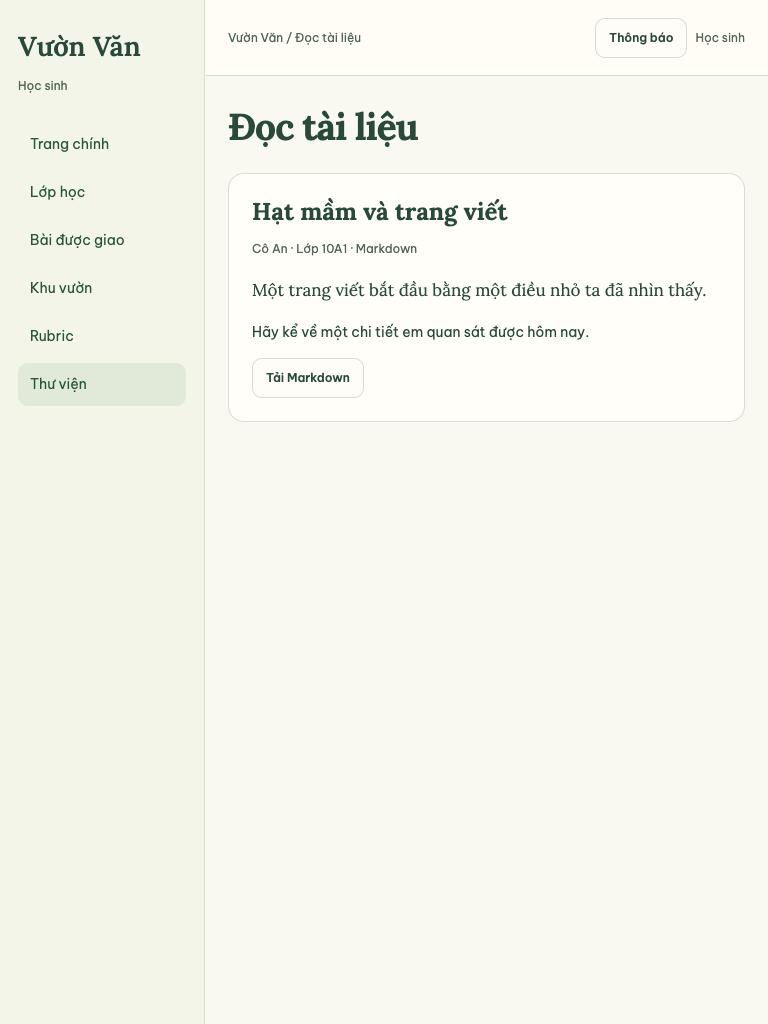 Vườn Văn
Học sinh
Trang chính
Lớp học
Bài được giao
Khu vườn
Rubric
Thư viện
Vườn Văn / Đọc tài liệu
Thông báo
Học sinh
Đọc tài liệu
Hạt mầm và trang viết
Cô An · Lớp 10A1 · Markdown
Một trang viết bắt đầu bằng một điều nhỏ ta đã nhìn thấy.
Hãy kể về một chi tiết em quan sát được hôm nay.
Tải Markdown